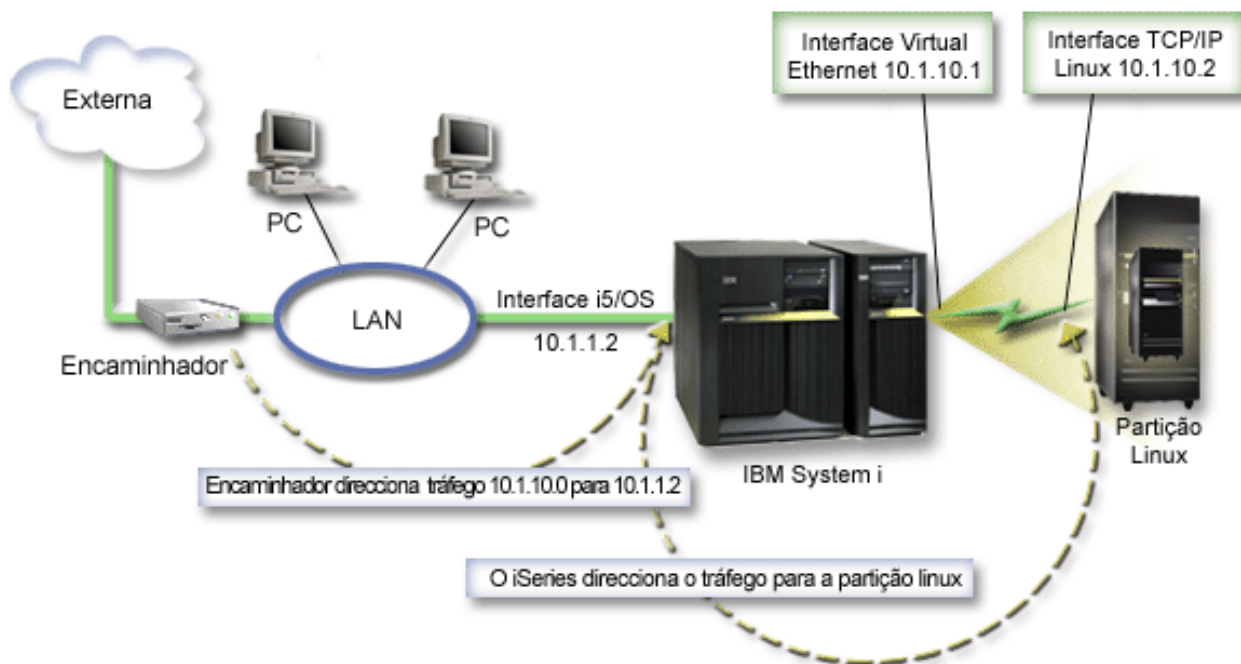 Interface Virtual
Ethernet 10.1.10.1
Interface TCP/IP
Linux 10.1.10.2
Externa
PC
PC
LAN
Interface i5/OS
10.1.1.2
Encaminhador
IBM System i
Partição
Linux
Encaminhador direcciona tráfego 10.1.10.0 para 10.1.1.2
O iSeries direcciona o tráfego para a partição linux